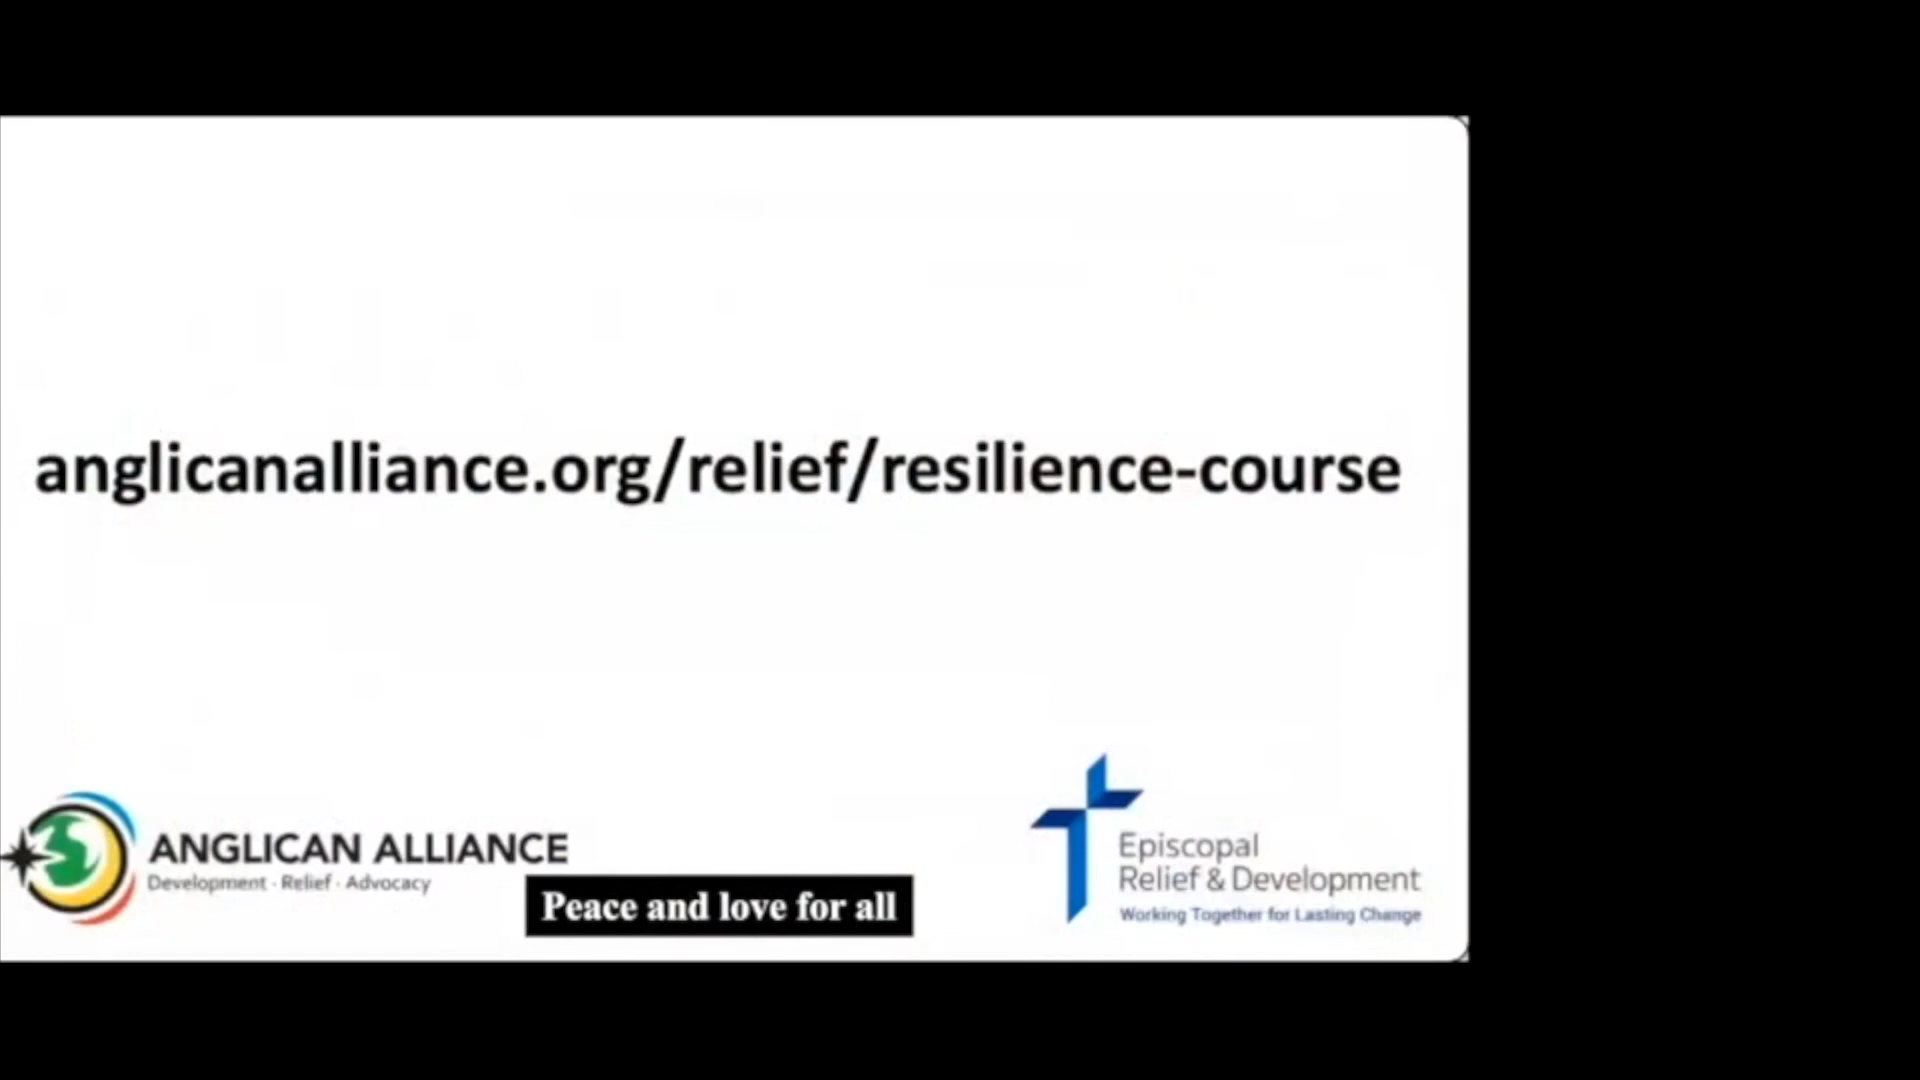 anglicanalliance.org/relief/resilience-course
ANGLICAN ALLIANCE
Development · Relief · Advocacy
Peace and love for all
Episcopal
Relief & Development
Working Together for Lasting Change